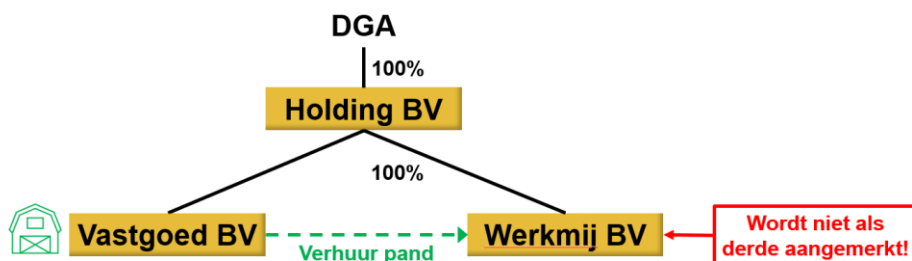 DGA
100%
Holding BV
100%
Vastgoed BV
Verhuur pand
Werkmij BV
Wordt niet als
derde aangemerkt!